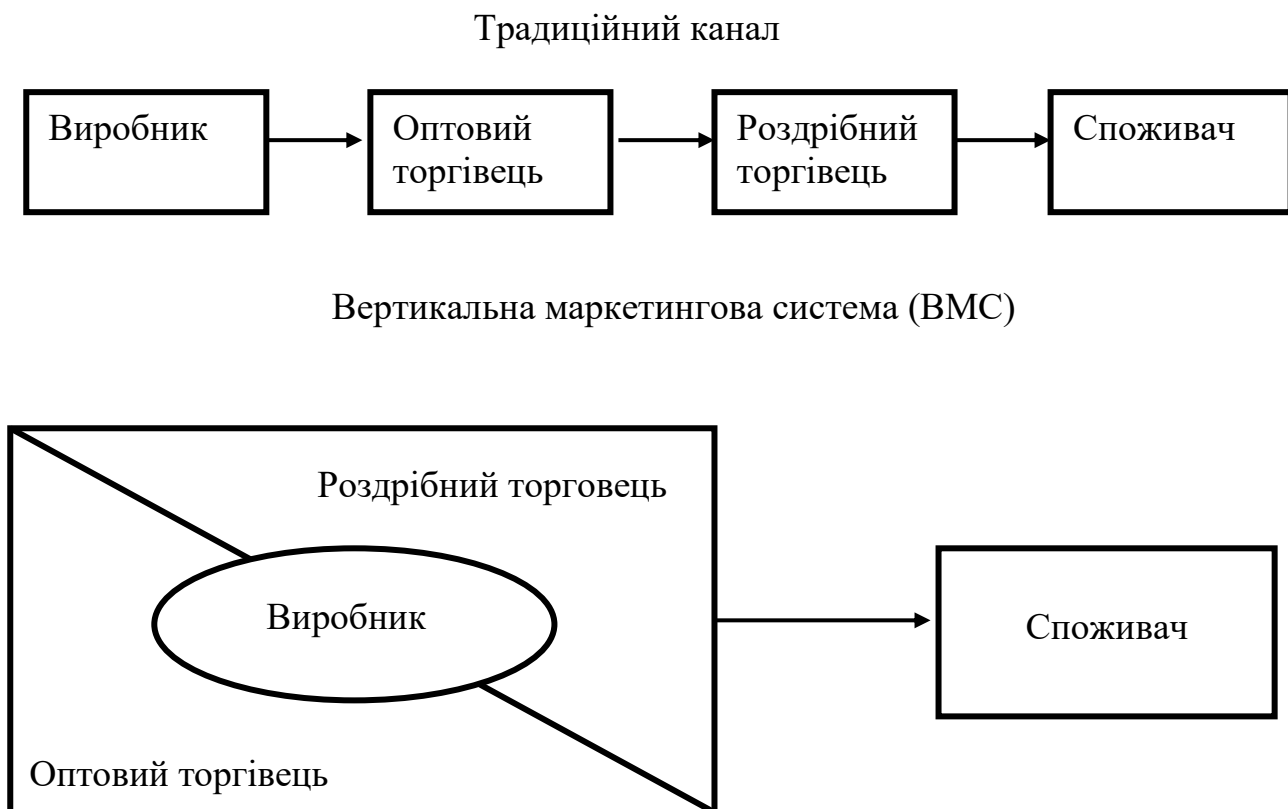 Традиційний канал
Виробник
Оптовий
торгівець
Роздрібний
торгівець
Споживач
Вертикальна маркетингова система (ВМС)
Роздрібний торговець
Виробник
Споживач
Оптовий торгівець